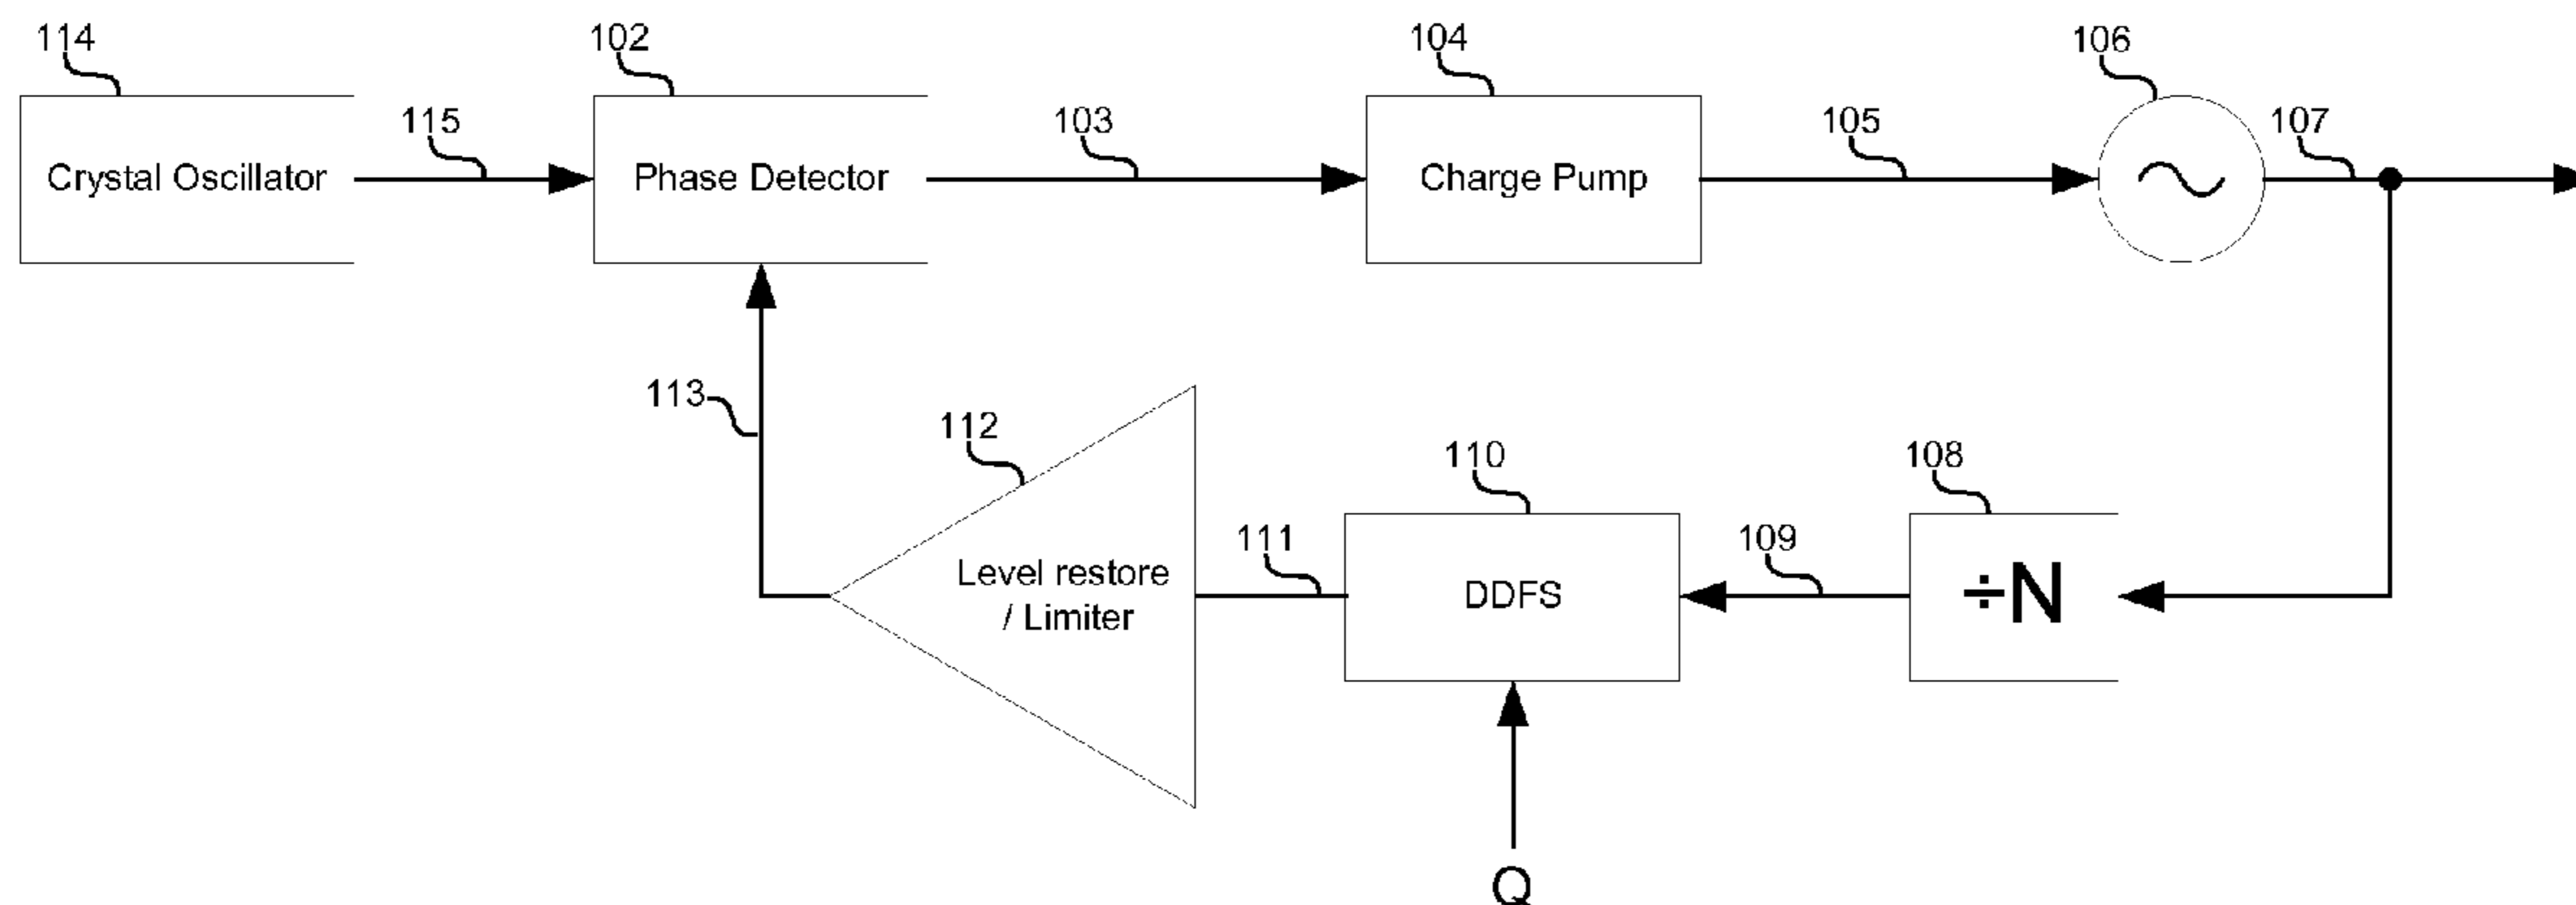 114
102
104
106
115
103
105
107
Crystal Oscillator
Phase Detector
Charge Pump
113
112
110
108
111
109
Level restore
/ Limiter
DDFS
÷N
Q